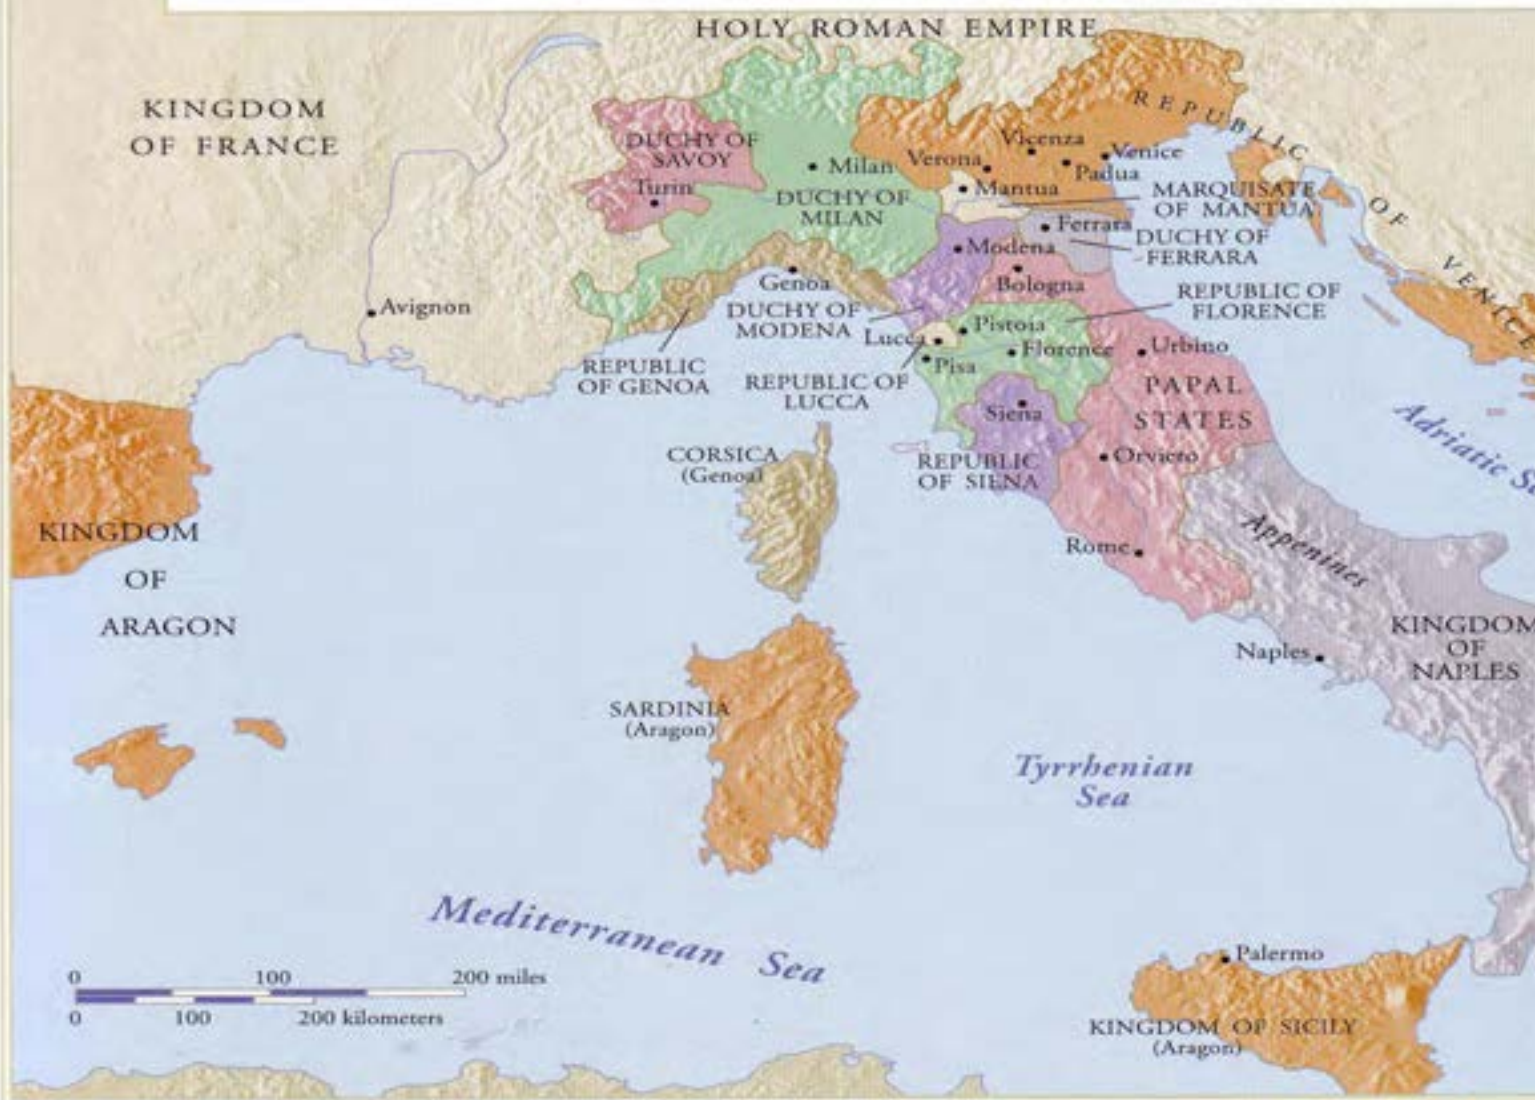 HOLY ROMAN EMPIRE
KINGDOM
OF FRANCE
REPUBLIC
OF
VENICE
DUCHY OF
SAVOY
Turin
Milan
DUCHY OF
MILAN
Verona
Vicenza
Venice
Padua
Mantua
MARQUISATE
OF MANTUA
Ferrara
DUCHY OF
FERRARA
Modena
Bologna
Genoa
DUCHY OF
MODENA
REPUBLIC OF
FLORENCE
Avignon
Lucca
Pistoia
Florence
Pisa
Urbino
REPUBLIC
OF GENOA
REPUBLIC OF
LUCCA
PAPAL
STATES
Siena
REPUBLIC
OF SIENA
Orvieto
Adriatic
CORSICA
(Genoa)
KINGDOM
OF
ARAGON
Appenines
Rome
Naples
KINGDOM
OF
NAPLES
SARDINIA
(Aragon)
Tyrrhenian
Sea
Mediterranean Sea
Palermo
KINGDOM OF SICILY
(Aragon)
0 100 200 miles
0 100 200 kilometers